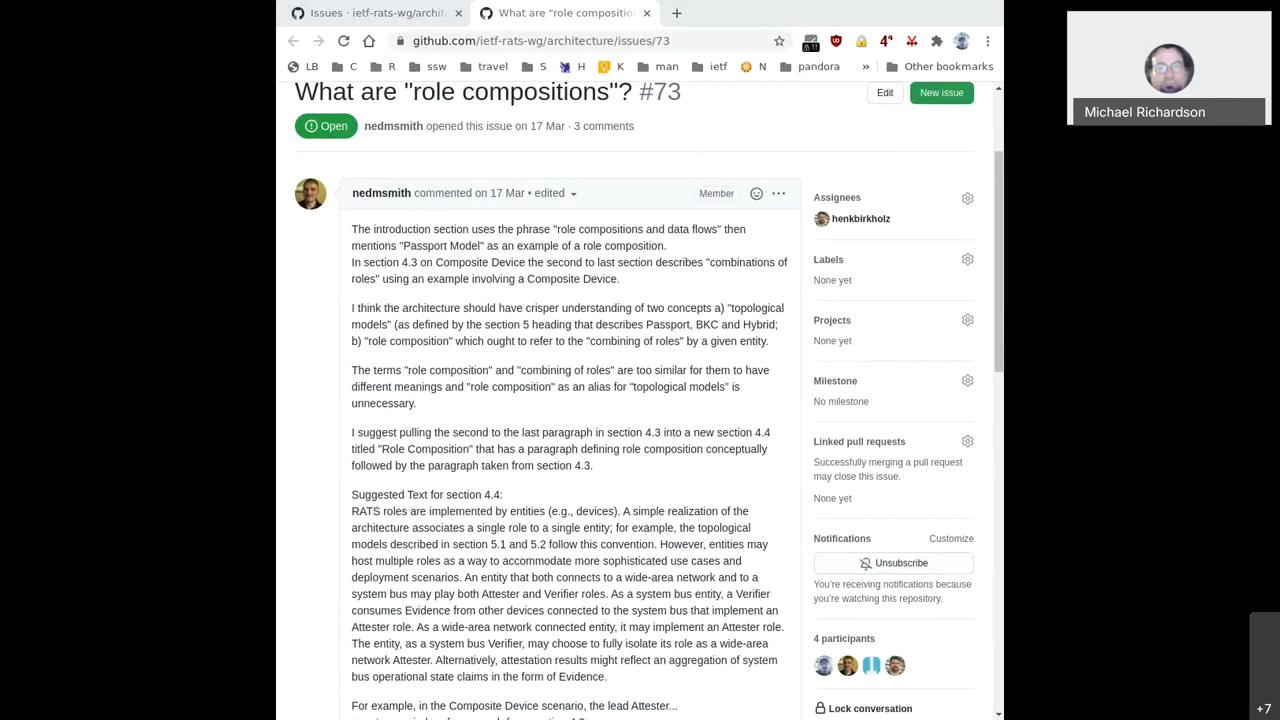 Issues · ietf-rats-wg/archite
What are "role composition
github.com/ietf-rats-wg/architecture/issues/73
LB
C
R
ssw
travel
S
H
K
man
ietf
N
pandora
»
Other bookmarks
What are "role compositions"? #73
Edit
New issue
Open
nedmsmith opened this issue on 17 Mar · 3 comments
nedmsmith commented on 17 Mar • edited
Member
The introduction section uses the phrase "role compositions and data flows" then
mentions "Passport Model" as an example of a role composition.
In section 4.3 on Composite Device the second to last section describes "combinations of
roles" using an example involving a Composite Device.
I think the architecture should have crisper understanding of two concepts a) "topological
models" (as defined by the section 5 heading that describes Passport, BKC and Hybrid;
b) "role composition" which ought to refer to the "combining of roles" by a given entity.
The terms "role composition" and "combining of roles" are too similar for them to have
different meanings and "role composition" as an alias for "topological models" is
unnecessary.
I suggest pulling the second to the last paragraph in section 4.3 into a new section 4.4
titled "Role Composition" that has a paragraph defining role composition conceptually
followed by the paragraph taken from section 4.3.
Suggested Text for section 4.4:
RATS roles are implemented by entities (e.g., devices). A simple realization of the
architecture associates a single role to a single entity; for example, the topological
models described in section 5.1 and 5.2 follow this convention. However, entities may
host multiple roles as a way to accommodate more sophisticated use cases and
deployment scenarios. An entity that both connects to a wide-area network and to a
system bus may play both Attester and Verifier roles. As a system bus entity, a Verifier
consumes Evidence from other devices connected to the system bus that implement an
Attester role. As a wide-area network connected entity, it may implement an Attester role.
The entity, as a system bus Verifier, may choose to fully isolate its role as a wide-area
network Attester. Alternatively, attestation results might reflect an aggregation of system
bus operational state claims in the form of Evidence.
For example, in the Composite Device scenario, the lead Attester...
Assignees
henkbirkholz
Labels
None yet
Projects
None yet
Milestone
No milestone
Linked pull requests
Successfully merging a pull request
may close this issue.
None yet
Notifications
Customize
Unsubscribe
You're receiving notifications because
you're watching this repository.
4 participants
Lock conversation
Michael Richardson
+7